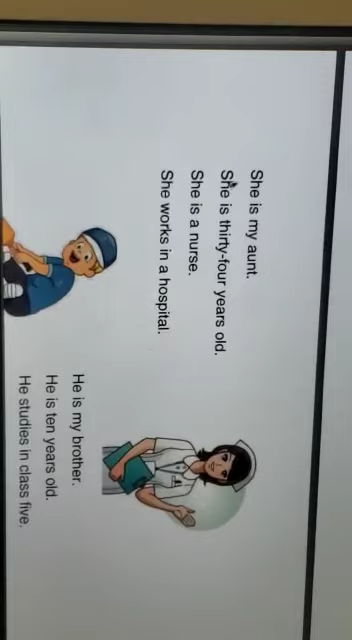 She is my aunt.
She is thirty-four years old.
She is a nurse.
She works in a hospital.
He is my brother.
He is ten years old.
He studies in class five.